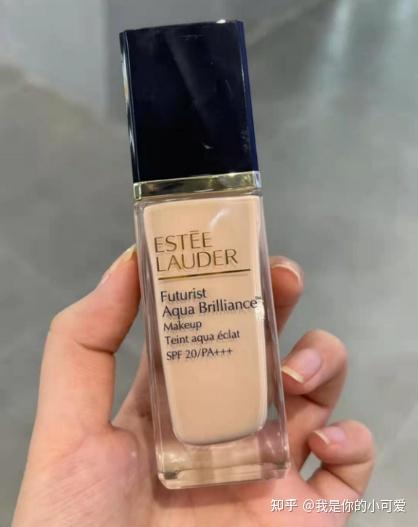 ESTĒE
LAUDER
Futurist
Aqua Brilliance™
Makeup
Teint aqua éclat
SPF 20/PA+++
知乎 @我是你的小可爱